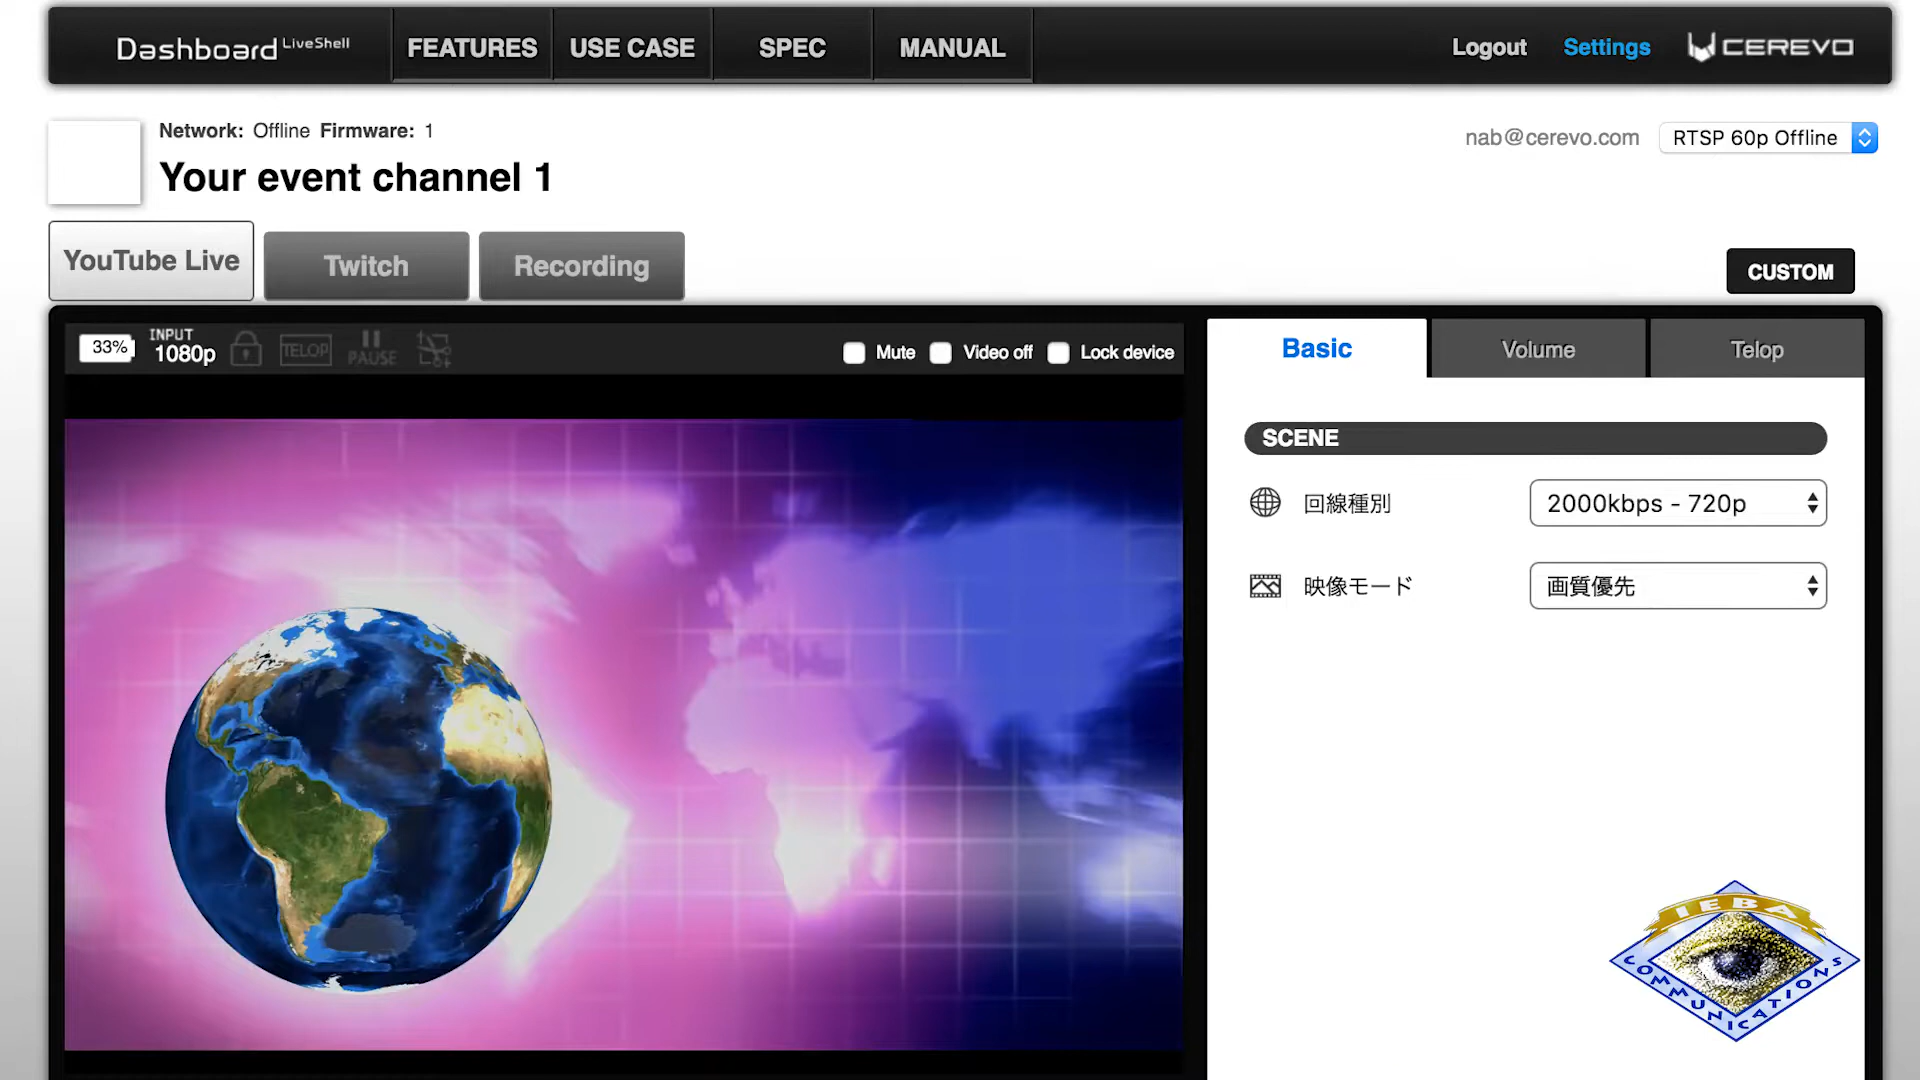 Dashboard LiveShell
FEATURES
USE CASE
SPEC
MANUAL
Logout
Settings
CEREVO
Network: Offline Firmware: 1
Your event channel 1
nab@cerevo.com
RTSP 60p Offline
YouTube Live
Twitch
Recording
CUSTOM
33%
INPUT
1080p
TELOP
PAUSE
Mute
Video off
Lock device
Basic
Volume
Telop
SCENE
回線種別
2000kbps - 720p
映像モード
画質優先
IEBA
COMMUNICATIONS